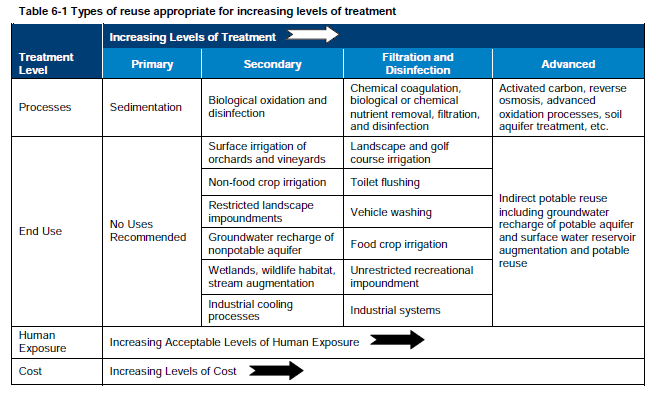 Table 6-1 Types of reuse appropriate for increasing levels of treatment
Treatment
Level
Increasing Levels of Treatment
Primary
Secondary
Filtration and
Disinfection
Advanced
Processes
Sedimentation
Biological oxidation and
disinfection
Chemical coagulation,
biological or chemical
nutrient removal, filtration,
and disinfection
Activated carbon, reverse
osmosis, advanced
oxidation processes, soil
aquifer treatment, etc.
End Use
No Uses
Recommended
Surface irrigation of
orchards and vineyards
Landscape and golf
course irrigation
Non-food crop irrigation
Toilet flushing
Restricted landscape
impoundments
Vehicle washing
Groundwater recharge of
nonpotable aquifer
Food crop irrigation
Wetlands, wildlife habitat,
stream augmentation
Unrestricted recreational
impoundment
Industrial cooling
processes
Industrial systems
Indirect potable reuse
including groundwater
recharge of potable aquifer
and surface water reservoir
augmentation and potable
reuse
Human
Exposure
Increasing Acceptable Levels of Human Exposure
Cost
Increasing Levels of Cost